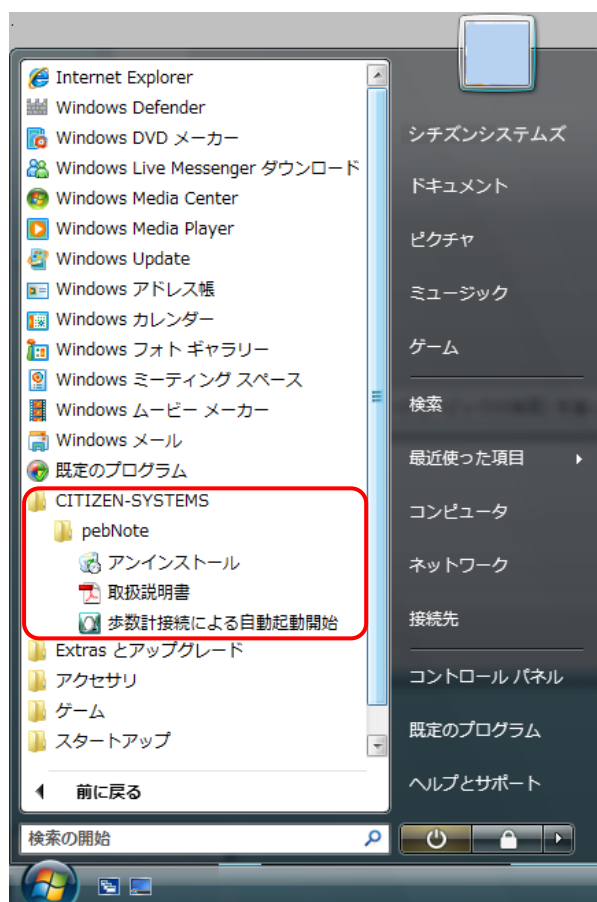 Internet Explorer
Windows Defender
Windows DVD メーカー
Windows Live Messenger ダウンロード
Windows Media Center
Windows Media Player
Windows Update
Windows アドレス帳
Windows カレンダー
Windows フォト ギャラリー
Windows ミーティング スペース
Windows ムービー メーカー
Windows メール
既定のプログラム
CITIZEN-SYSTEMS
pebNote
アンインストール
取扱説明書
歩数計接続による自動起動開始
Extras とアップグレード
アクセサリ
ゲーム
スタートアップ
前に戻る
検索の開始
シチズンシステムズ
ドキュメント
ピクチャ
ミュージック
ゲーム
検索
最近使った項目
コンピュータ
ネットワーク
接続先
コントロール パネル
既定のプログラム
ヘルプとサポート